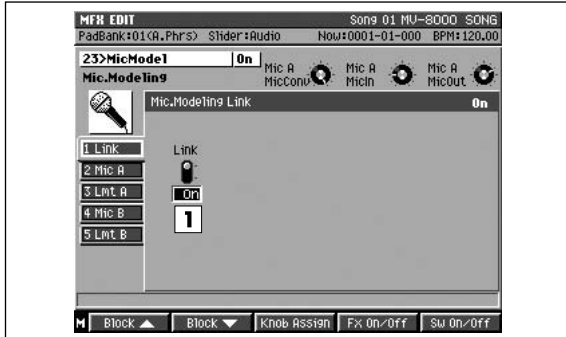 MFX EDIT Song 01 MV-8000 SONG
PadBank:01(A.Phrs) Slider:Audio Now:0001-01-000 BPM:120.00
23>MicModel On
Mic.Modeling
Mic A MicConv Mic A MicIn Mic A MicOut
Mic.Modeling Link On
1 Link
2 Mic A
3 Lmt A
4 Mic B
5 Lmt B
Link
On
1
M Block ▲ Block ▼ Knob Assign FX On/Off Sw On/Off